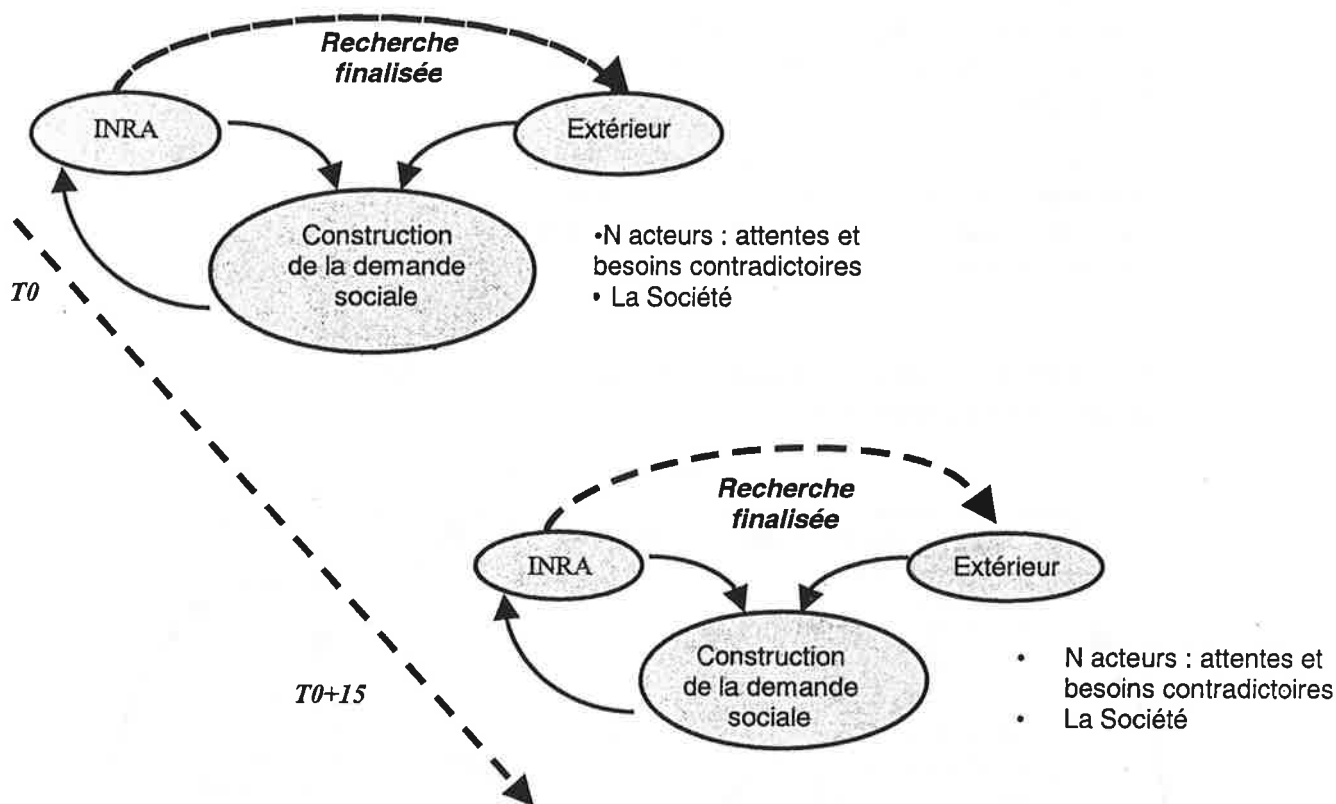 Recherche
finalisée
INRA
Extérieur
Construction
de la demande
sociale
•N acteurs : attentes et
besoins contradictoires
• La Société
T0
Recherche
finalisée
INRA
Extérieur
Construction
de la demande
sociale
• N acteurs : attentes et
besoins contradictoires
• La Société
T0+15